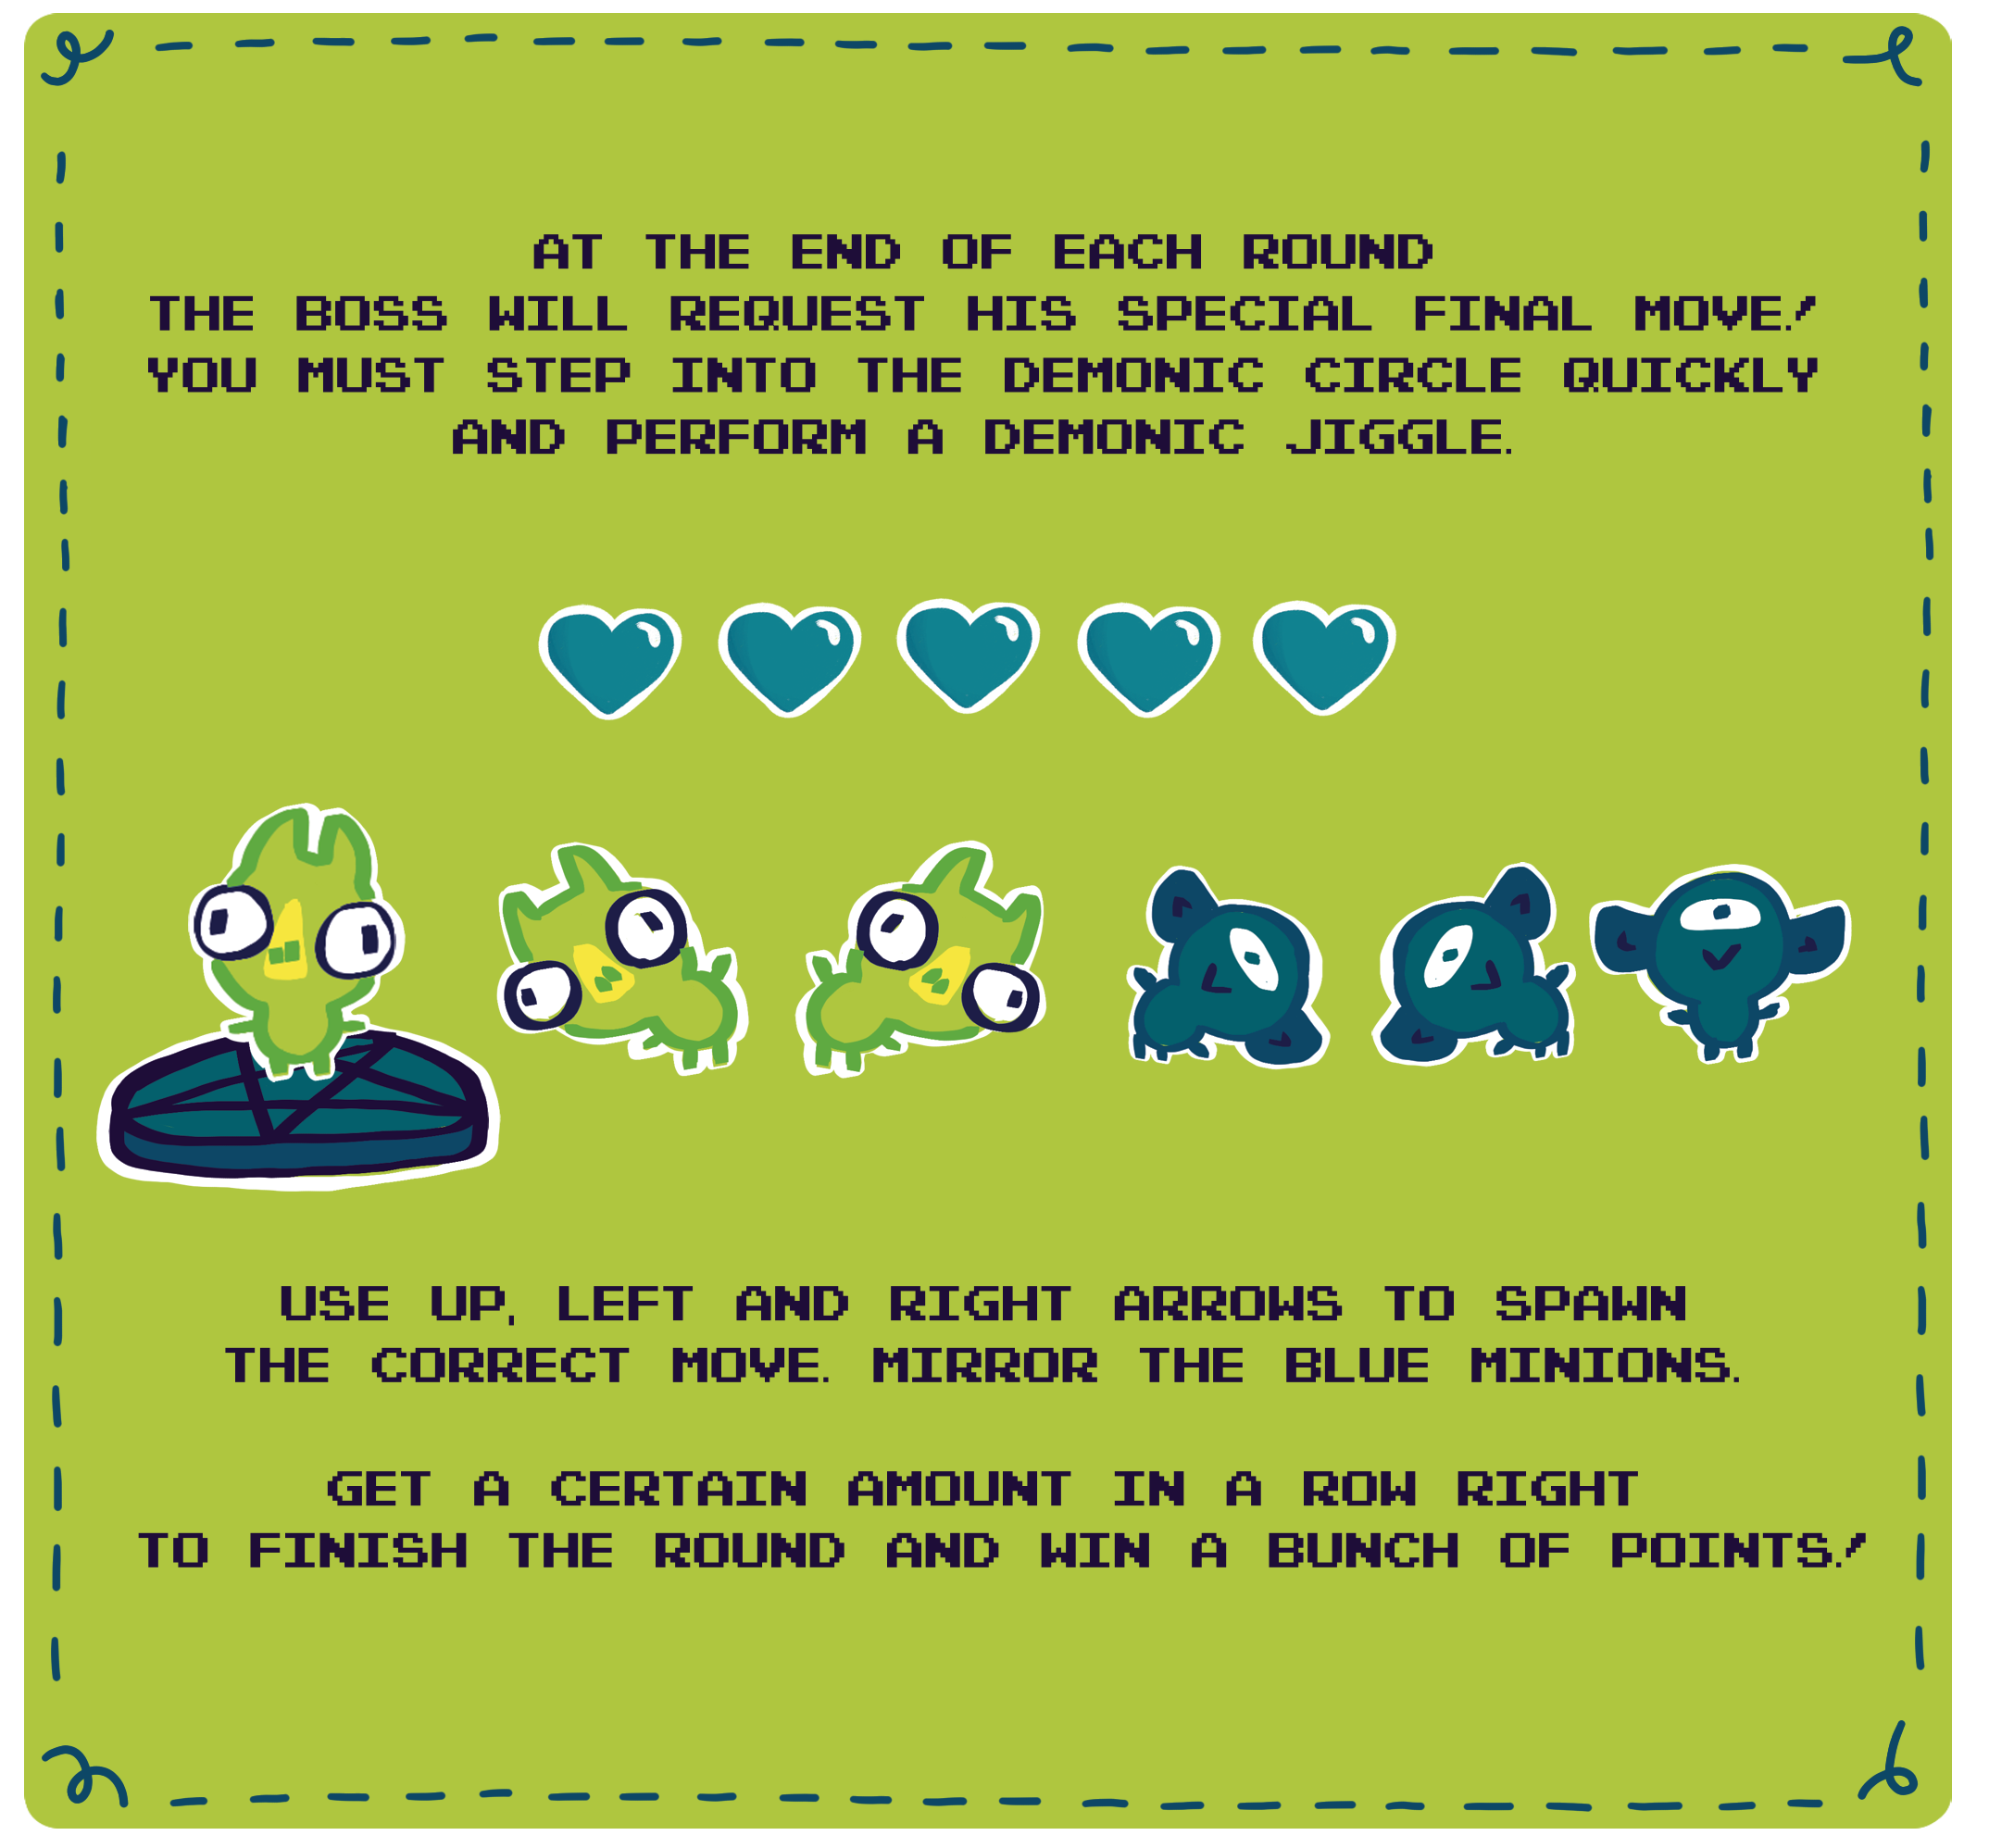 AT THE END OF EACH ROUND
THE BOSS WILL REQUEST HIS SPECIAL FINAL MOVE!
YOU MUST STEP INTO THE DEMONIC CIRCLE QUICKLY
AND PERFORM A DEMONIC JIGGLE.
USE UP, LEFT AND RIGHT ARROWS TO SPAWN
THE CORRECT MOVE. MIRROR THE BLUE MINIONS.
GET A CERTAIN AMOUNT IN A ROW RIGHT
TO FINISH THE ROUND AND WIN A BUNCH OF POINTS!